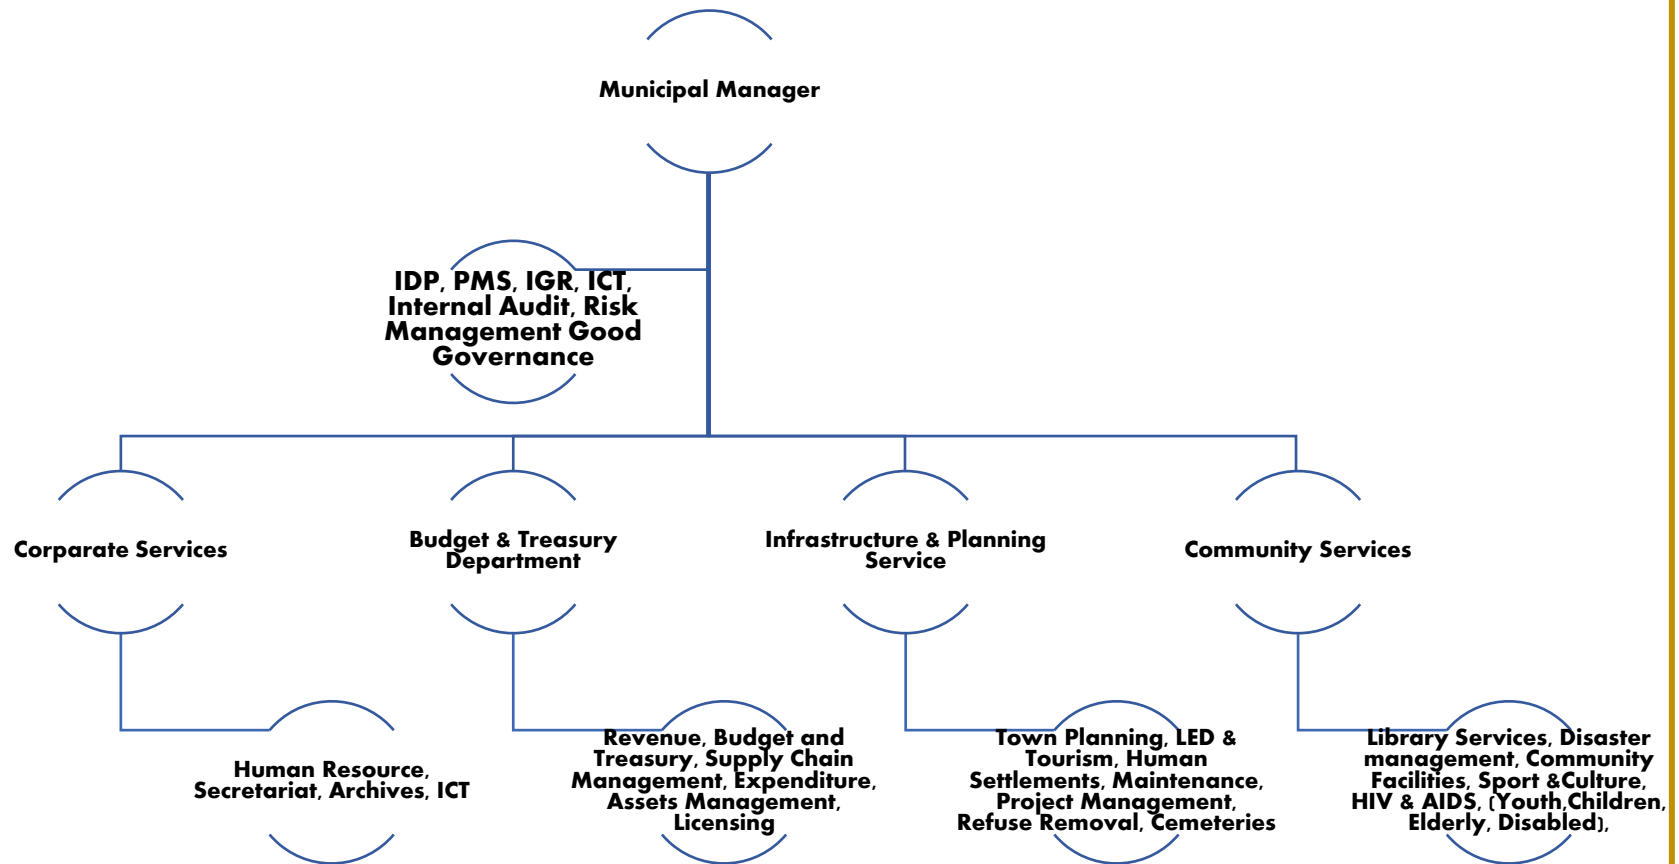 Municipal Manager
IDP, PMS, IGR, ICT,
Internal Audit, Risk
Management Good
Governance
Corparate Services
Budget & Treasury
Department
Infrastructure & Planning
Service
Community Services
Human Resource,
Secretariat, Archives, ICT
Revenue, Budget and
Treasury, Supply Chain
Management, Expenditure,
Assets Management,
Licensing
Town Planning, LED &
Tourism, Human
Settlements, Maintenance,
Project Management,
Refuse Removal, Cemeteries
Library Services, Disaster
management, Community
Facilities, Sport &Culture,
HIV & AIDS, (Youth,Children,
Elderly, Disabled),